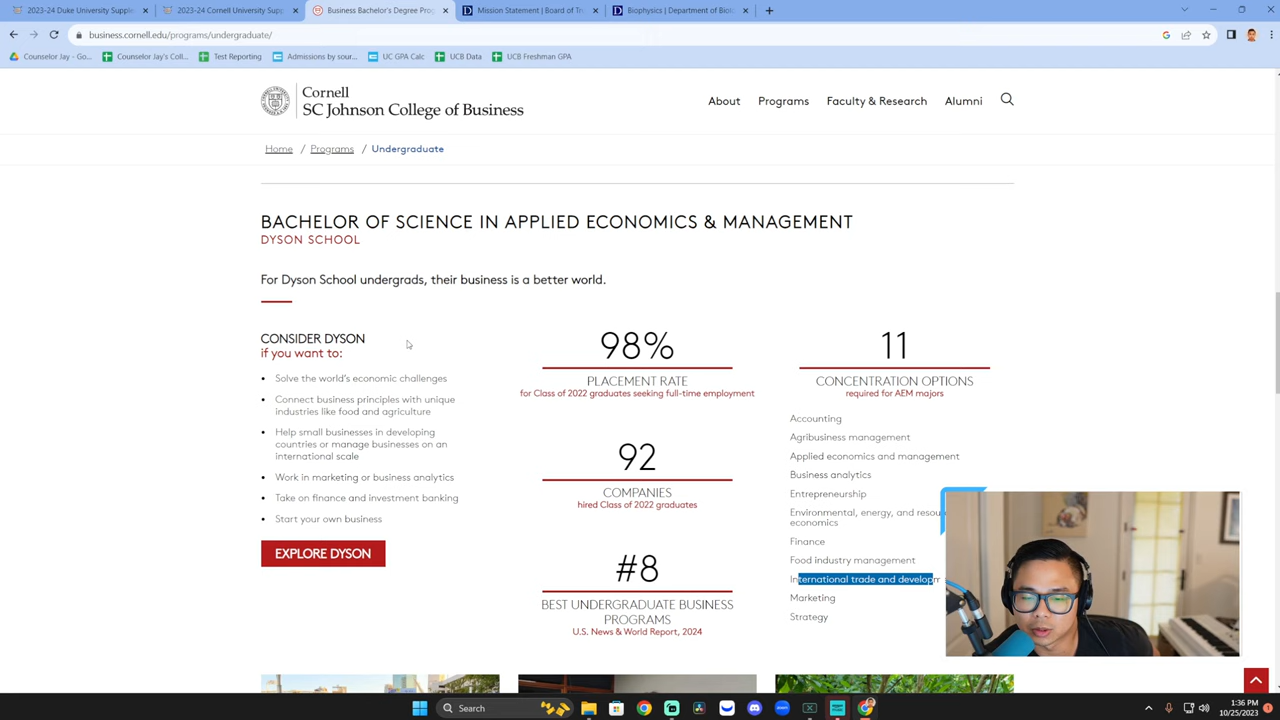 2023-24 Duke University Supple
2023-24 Cornell University Supp
Business Bachelor's Degree Prog
Mission Statement | Board of Tru
Biophysics | Department of Biolo
business.cornell.edu/programs/undergraduate/
Counselor Jay - Go...
Counselor Jay's Coll...
Test Reporting
Admissions by sour...
UC GPA Calc
UCB Data
UCB Freshman GPA
Cornell
SC Johnson College of Business
About
Programs
Faculty & Research
Alumni
Home / Programs / Undergraduate
BACHELOR OF SCIENCE IN APPLIED ECONOMICS & MANAGEMENT
DYSON SCHOOL
For Dyson School undergrads, their business is a better world.
CONSIDER DYSON
if you want to:
• Solve the world's economic challenges
• Connect business principles with unique
industries like food and agriculture
• Help small businesses in developing
countries or manage businesses on an
international scale
• Work in marketing or business analytics
• Take on finance and investment banking
• Start your own business
EXPLORE DYSON
98%
PLACEMENT RATE
for Class of 2022 graduates seeking full-time employment
92
COMPANIES
hired Class of 2022 graduates
#8
BEST UNDERGRADUATE BUSINESS
PROGRAMS
U.S. News & World Report, 2024
11
CONCENTRATION OPTIONS
required for AEM majors
Accounting
Agribusiness management
Applied economics and management
Business analytics
Entrepreneurship
Environmental, energy, and resou
economics
Finance
Food industry management
International trade and developm
Marketing
Strategy
Search
1:36 PM
10/25/2023